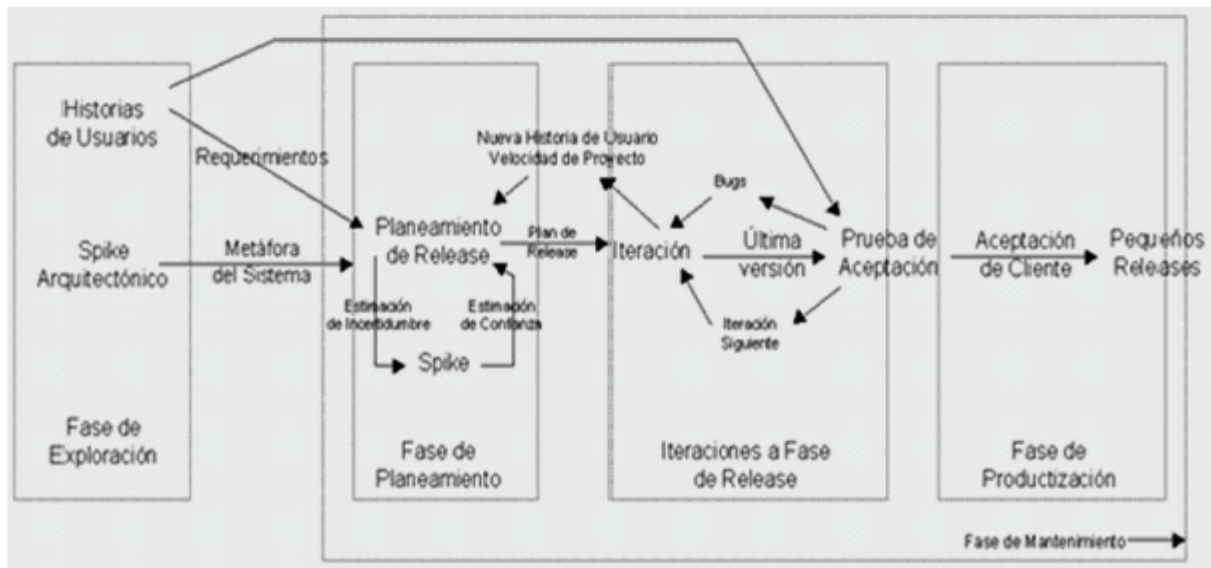 Historias
de Usuarios
Requerimientos
Spike
Arquitectónico
Metáfora
del Sistema
Fase de
Exploración
Nueva Historia de Usuario
Velocidad de Proyecto
Planeamiento
de Release
Plan de
Release
Estimación
de Incertidumbre
Estimación
de Confianza
Spike
Fase de
Planeamiento
Bugs
Iteración
Última
versión
Prueba de
Aceptación
Iteración
Siguiente
Iteraciones a Fase
de Release
Aceptación
de Cliente
Pequeños
Releases
Fase de
Productización
Fase de Mantenimiento